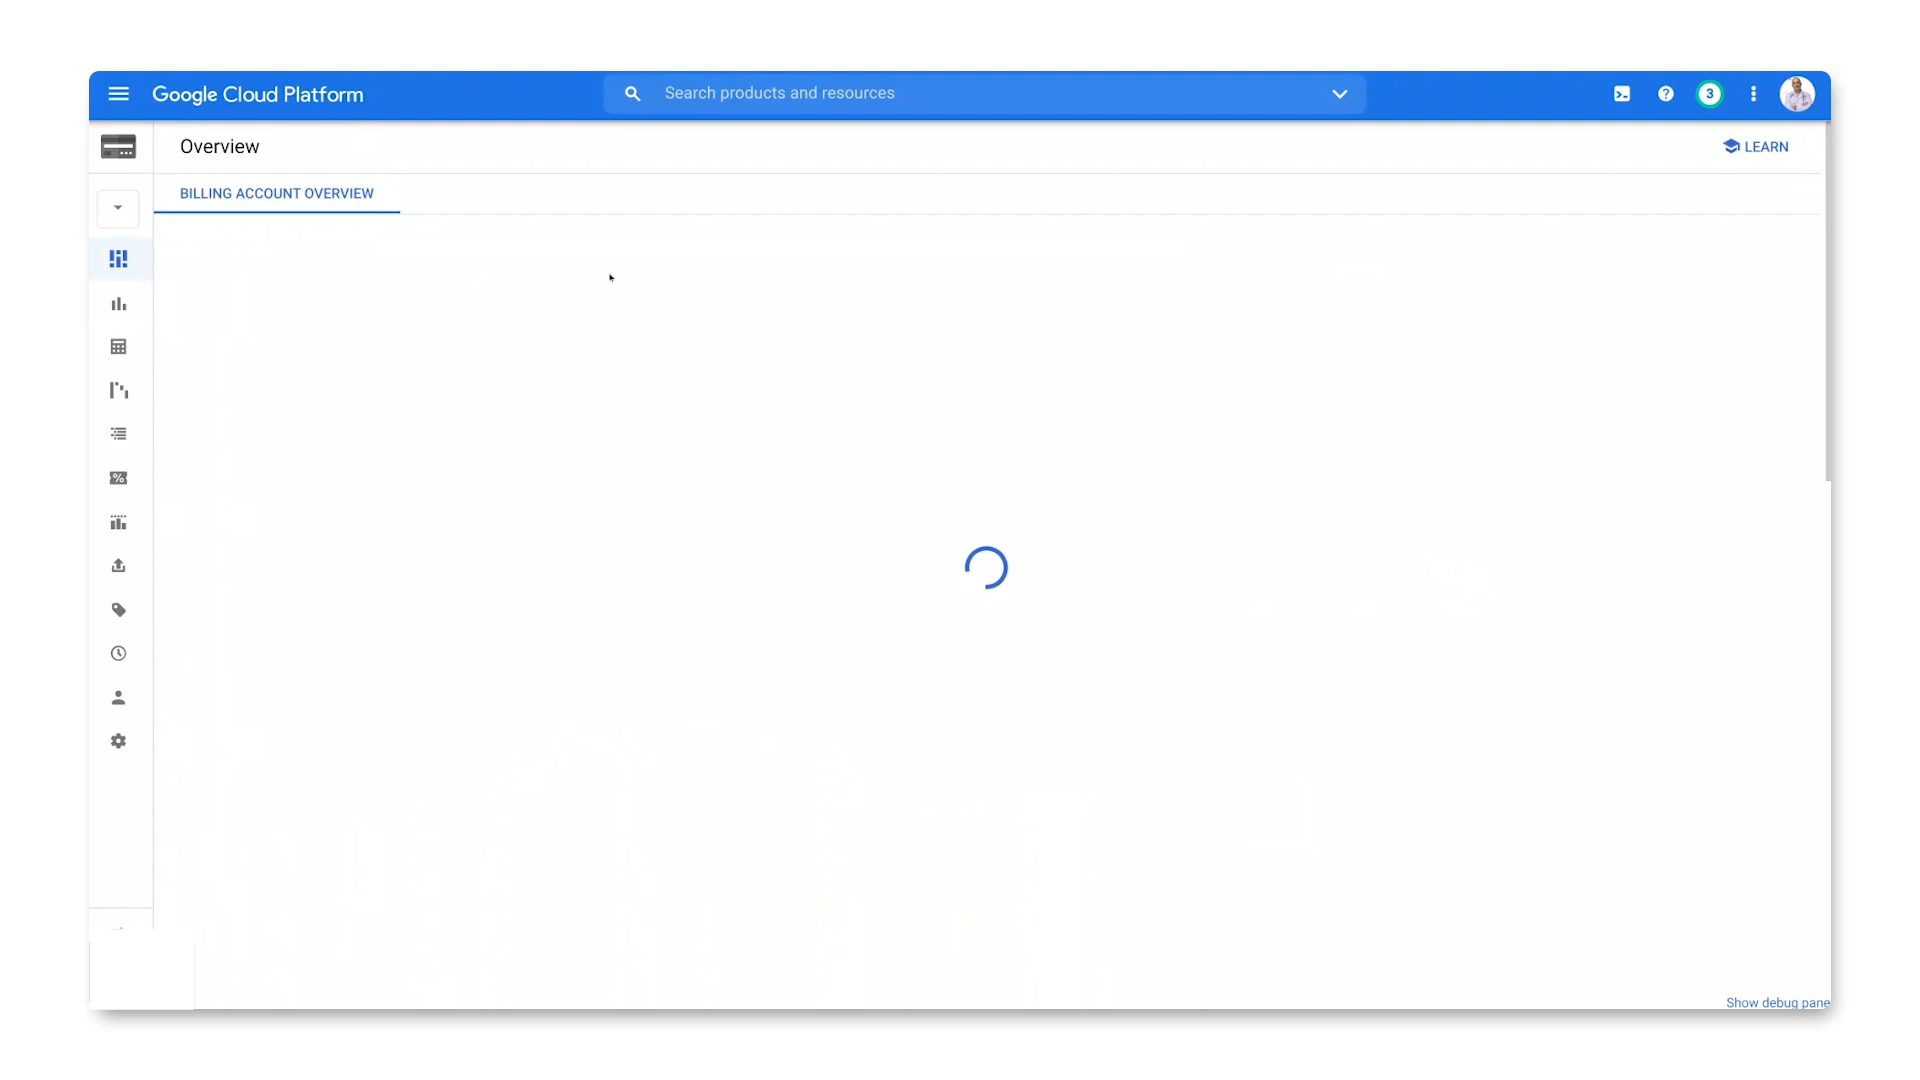 Google Cloud Platform
Search products and resources
3
Overview
LEARN
BILLING ACCOUNT OVERVIEW
Show debug pane